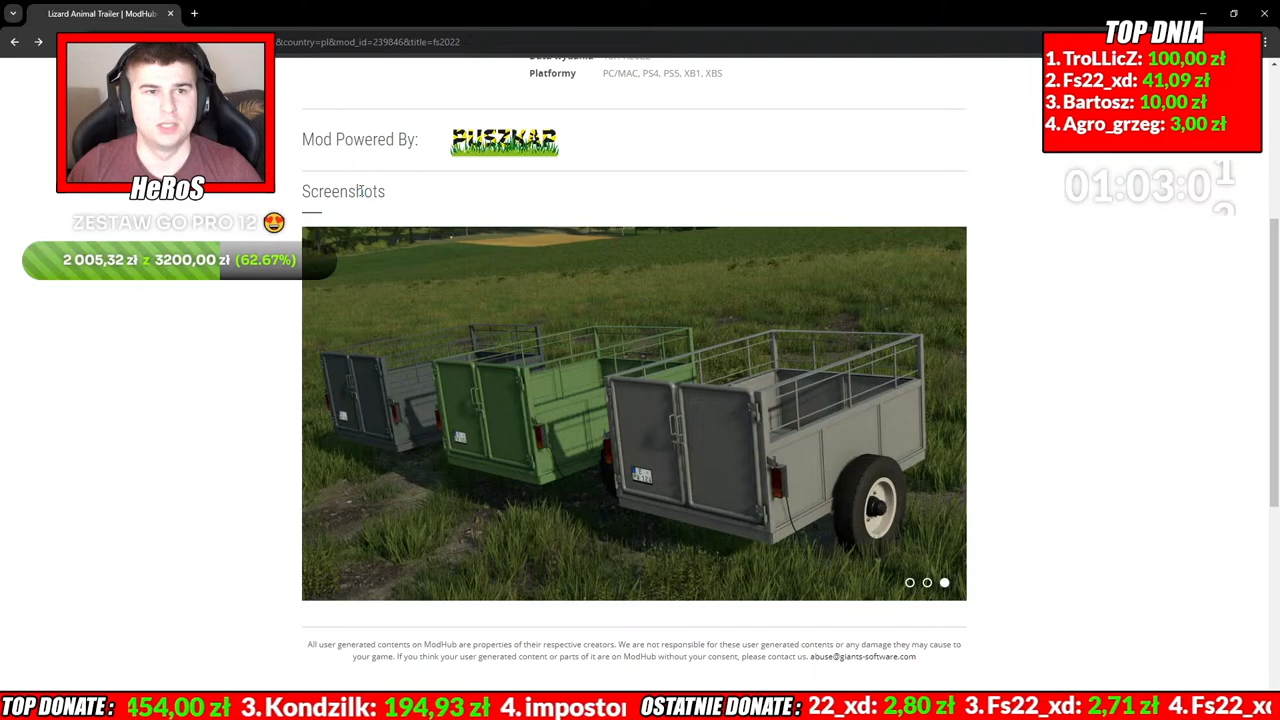 Lizard Animal Trailer | ModHub
&country=pl&mod_id=239846&title=fs2022
Platformy PC/MAC, PS4, PS5, XB1, XBS
Mod Powered By: PUSZKAR
Screenshots
HeRoS
ZESTAW GO PRO 12 😍
2 005,32 zł z 3200,00 zł (62.67%)
TOP DNIA
1. TroLLicZ: 100,00 zł
2. Fs22_xd: 41,09 zł
3. Bartosz: 10,00 zł
4. Agro_grzeg: 3,00 zł
01:03:0
All user generated contents on ModHub are properties of their respective creators. We are not responsible for these user generated contents or any damage they may cause to
your game. If you think your user generated content or parts of it are on ModHub without your consent, please contact us. abuse@giants-software.com
TOP DONATE : 454,00 zł 3. Kondzilk: 194,93 zł 4. impostor OSTATNIE DONATE : 22_xd: 2,80 zł 3. Fs22_xd: 2,71 zł 4. Fs22_xd